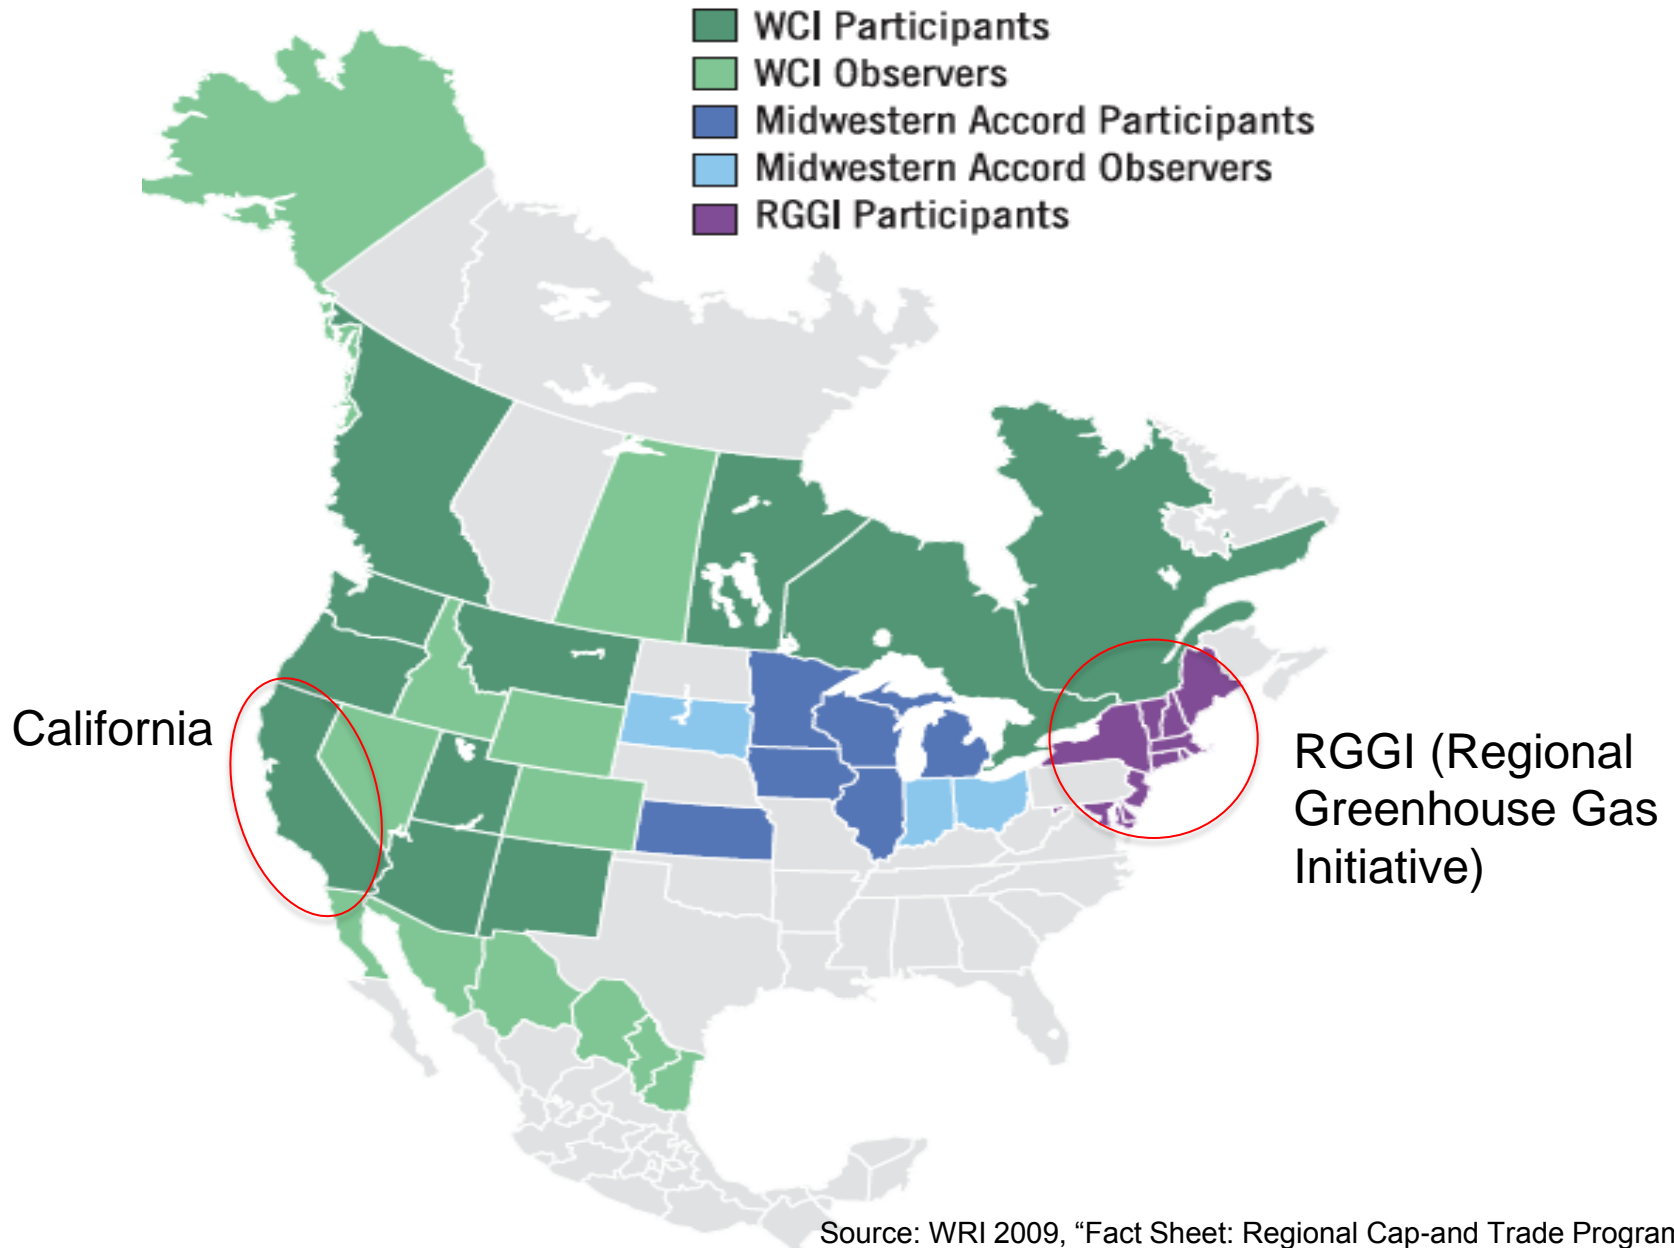 WCI Participants
WCI Observers
Midwestern Accord Participants
Midwestern Accord Observers
RGGI Participants
California
RGGI (Regional
Greenhouse Gas
Initiative)
Source: WRI 2009, “Fact Sheet: Regional Cap-and Trade